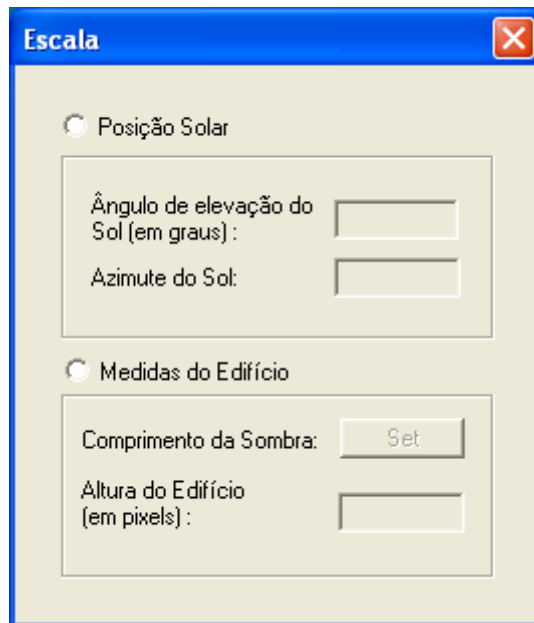 Escala
Posição Solar
Ângulo de elevação do
Sol (em graus) :
Azimute do Sol:
Medidas do Edifício
Comprimento da Sombra:
Set
Altura do Edifício
(em pixels) :